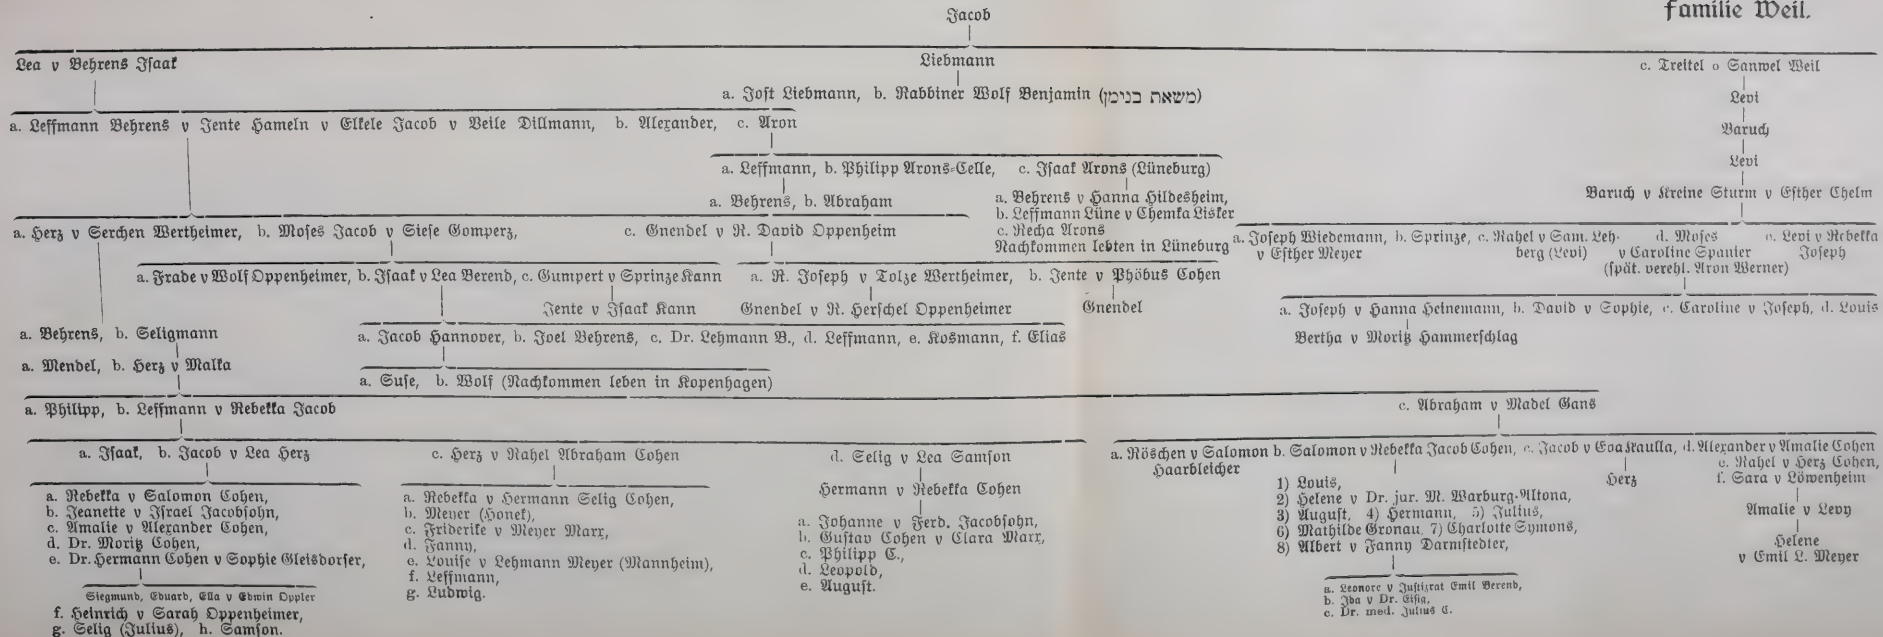 Familie Weil.
Jacob
Lea v Behrens Isaak
Liebmann
c. Treitel o Sanwel Weil
a. Jost Liebmann, b. Rabbiner Wolf Benjamin (משאת בנימן)
Levi
a. Leffmann Behrens v Jente Hameln v Elkele Jacob v Beile Dillmann, b. Alexander, c. Aron
Baruch
Levi
a. Leffmann, b. Philipp Arons-Celle, c. Isaak Arons (Lüneburg)
Baruch v Kreine Sturm v Esther Chelm
a. Behrens, b. Abraham
a. Behrens v Hanna Hildesheim,
b. Leffmann Lüne v Chemka Lisker
c. Recha Arons
Nachkommen lebten in Lüneburg
a. Herz v Serchen Wertheimer, b. Moses Jacob v Siese Gomperz, c. Gnendel v R. David Oppenheim
a. Joseph Wiedemann, b. Sprinze, c. Rahel v Sam. Leh- d. Moses e. Levi v Rebekka
v Esther Meyer berg (Levi) v Caroline Spanier Joseph
(spät. verehl. Aron Werner)
a. Frade v Wolf Oppenheimer, b. Isaak v Lea Berend, c. Gumpert v Sprinze Kann
a. R. Joseph v Tolze Wertheimer, b. Jente v Phöbus Cohen
Jente v Isaak Kann
Gnendel v R. Herschel Oppenheimer
Gnendel
a. Joseph v Hanna Heinemann, b. David v Sophie, c. Caroline v Joseph, d. Louis
a. Behrens, b. Seligmann
a. Jacob Hannover, b. Joel Behrens, c. Dr. Lehmann B., d. Leffmann, e. Kosmann, f. Elias
Bertha v Moritz Hammerschlag
a. Mendel, b. Herz v Malka
a. Suse, b. Wolf (Nachkommen leben in Kopenhagen)
a. Philipp, b. Leffmann v Rebekka Jacob
c. Abraham v Madel Gans
a. Isaak, b. Jacob v Lea Herz
c. Herz v Rahel Abraham Cohen
d. Selig v Lea Samson
a. Röschen v Salomon b. Salomon v Rebekka Jacob Cohen, c. Jacob v Eva Kaulla, d. Alexander v Amalie Cohen
Haarbleicher
e. Rahel v Herz Cohen,
f. Sara v Löwenheim
Hermann v Rebekka Cohen
Herz
a. Rebekka v Salomon Cohen,
b. Jeanette v Israel Jacobsohn,
c. Amalie v Alexander Cohen,
d. Dr. Moritz Cohen,
e. Dr. Hermann Cohen v Sophie Gleisdorfer,
Siegmund, Eduard, Ella v Edwin Oppler
f. Heinrich v Sarah Oppenheimer,
g. Selig (Julius), h. Samson.
a. Rebekka v Hermann Selig Cohen,
b. Meyer (Honef),
c. Friderike v Meyer Marx,
d. Fanny,
e. Louise v Lehmann Meyer (Mannheim),
f. Leffmann,
g. Ludwig.
a. Johanne v Ferd. Jacobsohn,
b. Gustav Cohen v Clara Marx,
c. Philipp C.,
d. Leopold,
e. August.
1) Louis,
2) Helene v Dr. jur. M. Warburg-Altona,
3) August, 4) Hermann, 5) Julius,
6) Mathilde Gronau, 7) Charlotte Symons,
8) Albert v Fanny Darmstedter,
a. Leonore v Justizrat Emil Berend,
b. Ida v Dr. Eisig,
c. Dr. med. Julius C.
Amalie v Levy
Helene
v Emil L. Meyer